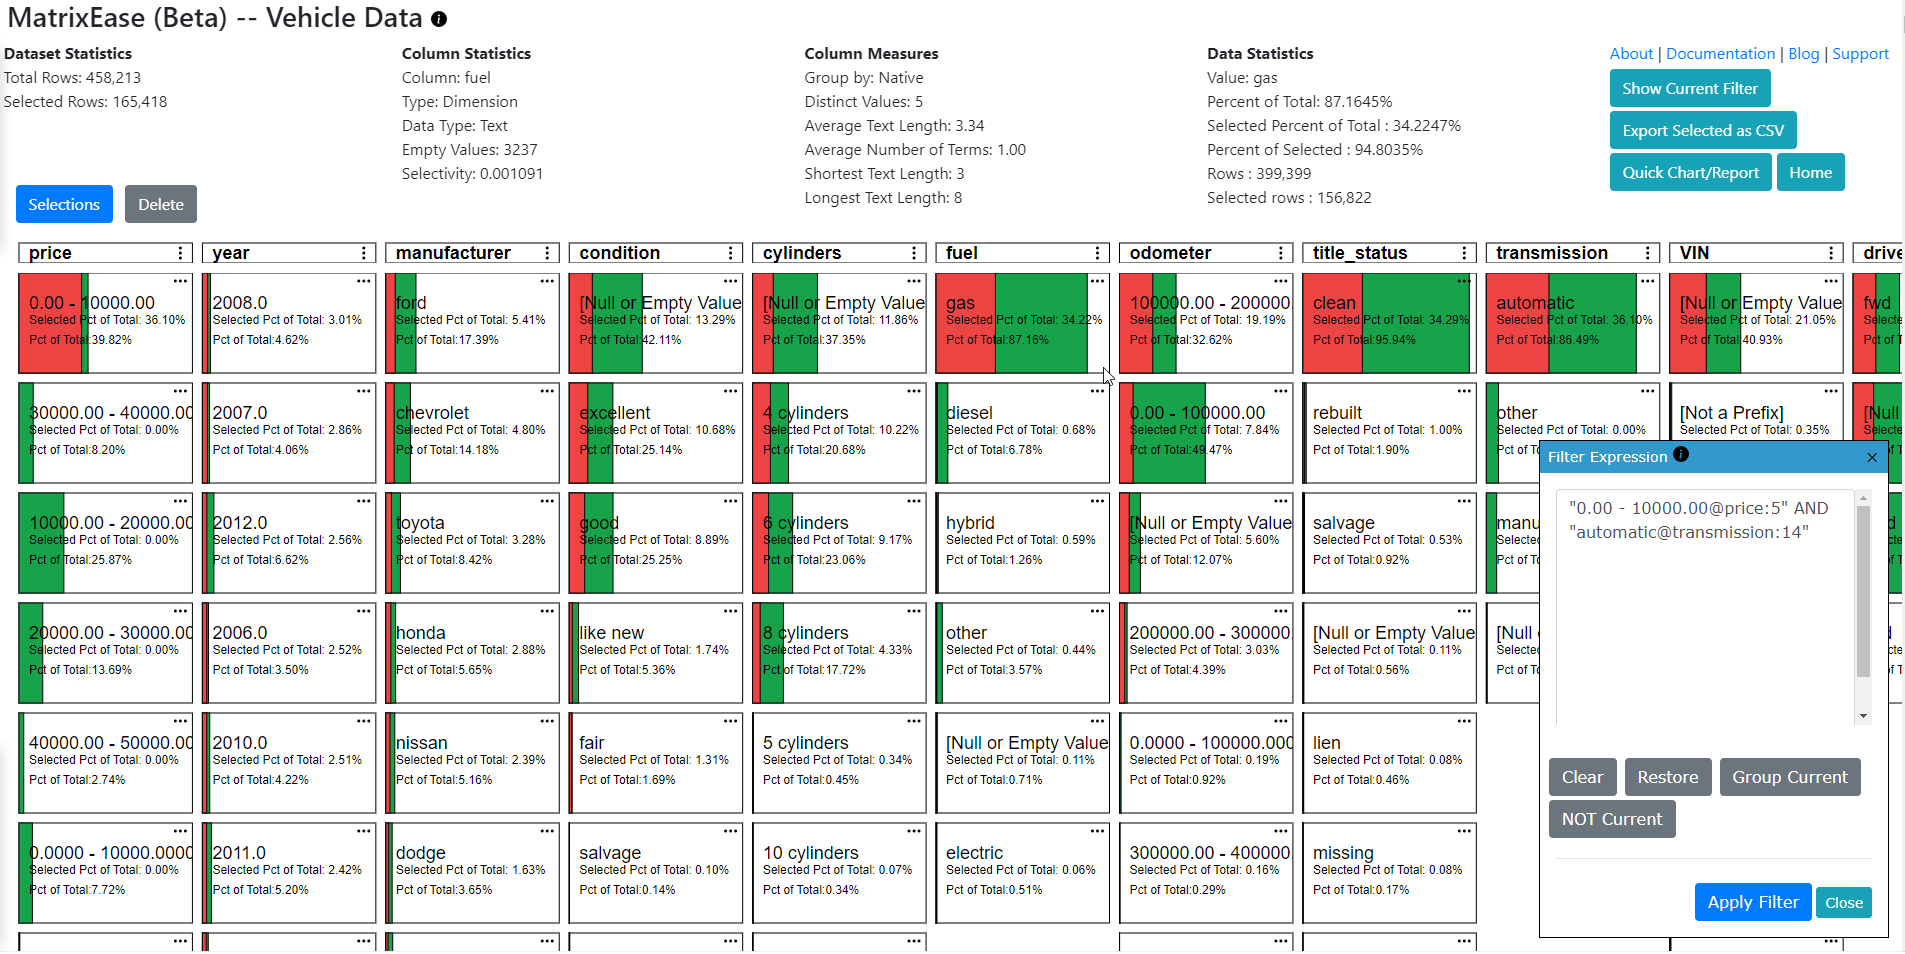 MatrixEase (Beta) -- Vehicle Data
Dataset Statistics
Total Rows: 458,213
Selected Rows: 165,418
Column Statistics
Column: fuel
Type: Dimension
Data Type: Text
Empty Values: 3237
Selectivity: 0.001091
Column Measures
Group by: Native
Distinct Values: 5
Average Text Length: 3.34
Average Number of Terms: 1.00
Shortest Text Length: 3
Longest Text Length: 8
Data Statistics
Value: gas
Percent of Total: 87.1645%
Selected Percent of Total : 34.2247%
Percent of Selected : 94.8035%
Rows : 399,399
Selected rows : 156,822
About | Documentation | Blog | Support
Show Current Filter
Export Selected as CSV
Quick Chart/Report
Home
Selections
Delete
price
0.00 - 10000.00
Selected Pct of Total: 36.10%
Pct of Total:39.82%
30000.00 - 40000.00
Selected Pct of Total: 0.00%
Pct of Total:8.20%
10000.00 - 20000.00
Selected Pct of Total: 0.00%
Pct of Total:25.87%
20000.00 - 30000.00
Selected Pct of Total: 0.00%
Pct of Total:13.69%
40000.00 - 50000.00
Selected Pct of Total: 0.00%
Pct of Total:2.74%
0.0000 - 10000.0000
Selected Pct of Total: 0.00%
Pct of Total:7.72%
year
2008.0
Selected Pct of Total: 3.01%
Pct of Total:4.62%
2007.0
Selected Pct of Total: 2.86%
Pct of Total:4.06%
2012.0
Selected Pct of Total: 2.56%
Pct of Total:6.62%
2006.0
Selected Pct of Total: 2.52%
Pct of Total:3.50%
2010.0
Selected Pct of Total: 2.51%
Pct of Total:4.22%
2011.0
Selected Pct of Total: 2.42%
Pct of Total:5.20%
manufacturer
ford
Selected Pct of Total: 5.41%
Pct of Total:17.39%
chevrolet
Selected Pct of Total: 4.80%
Pct of Total:14.18%
toyota
Selected Pct of Total: 3.28%
Pct of Total:8.42%
honda
Selected Pct of Total: 2.88%
Pct of Total:5.65%
nissan
Selected Pct of Total: 2.39%
Pct of Total:5.16%
dodge
Selected Pct of Total: 1.63%
Pct of Total:3.65%
condition
[Null or Empty Value
Selected Pct of Total: 13.29%
Pct of Total:42.11%
excellent
Selected Pct of Total: 10.68%
Pct of Total:25.14%
good
Selected Pct of Total: 8.89%
Pct of Total:25.25%
like new
Selected Pct of Total: 1.74%
Pct of Total:5.36%
fair
Selected Pct of Total: 1.31%
Pct of Total:1.69%
salvage
Selected Pct of Total: 0.10%
Pct of Total:0.14%
cylinders
[Null or Empty Value
Selected Pct of Total: 11.86%
Pct of Total:37.35%
4 cylinders
Selected Pct of Total: 10.22%
Pct of Total:20.68%
6 cylinders
Selected Pct of Total: 9.17%
Pct of Total:23.06%
8 cylinders
Selected Pct of Total: 4.33%
Pct of Total:17.72%
5 cylinders
Selected Pct of Total: 0.34%
Pct of Total:0.45%
10 cylinders
Selected Pct of Total: 0.07%
Pct of Total:0.34%
fuel
gas
Selected Pct of Total: 34.22%
Pct of Total:87.16%
diesel
Selected Pct of Total: 0.68%
Pct of Total:6.78%
hybrid
Selected Pct of Total: 0.59%
Pct of Total:1.26%
other
Selected Pct of Total: 0.44%
Pct of Total:3.57%
[Null or Empty Value
Selected Pct of Total: 0.11%
Pct of Total:0.71%
electric
Selected Pct of Total: 0.06%
Pct of Total:0.51%
odometer
100000.00 - 200000.
Selected Pct of Total: 19.19%
Pct of Total:32.62%
0.00 - 100000.00
Selected Pct of Total: 7.84%
Pct of Total:49.47%
[Null or Empty Value
Selected Pct of Total: 5.60%
Pct of Total:12.07%
200000.00 - 300000.
Selected Pct of Total: 3.03%
Pct of Total:4.39%
0.0000 - 100000.000
Selected Pct of Total: 0.19%
Pct of Total:0.92%
300000.00 - 400000.
Selected Pct of Total: 0.16%
Pct of Total:0.29%
title_status
clean
Selected Pct of Total: 34.29%
Pct of Total:95.94%
rebuilt
Selected Pct of Total: 1.00%
Pct of Total:1.90%
salvage
Selected Pct of Total: 0.53%
Pct of Total:0.92%
[Null or Empty Value
Selected Pct of Total: 0.11%
Pct of Total:0.56%
lien
Selected Pct of Total: 0.08%
Pct of Total:0.46%
missing
Selected Pct of Total: 0.08%
Pct of Total:0.17%
transmission
automatic
Selected Pct of Total: 36.10%
Pct of Total:86.49%
other
Selected Pct of Total: 0.00%
Pct of T
manu
Selecte
Pct of T
[Null
Selecte
Pct of T
VIN
[Null or Empty Value
Selected Pct of Total: 21.05%
Pct of Total:40.93%
[Not a Prefix]
Selected Pct of Total: 0.35%
drive
fwd
Selecte
Pct of T
[Null
Selecte
Filter Expression
"0.00 - 10000.00@price:5" AND
"automatic@transmission:14"
Clear
Restore
Group Current
NOT Current
Apply Filter
Close